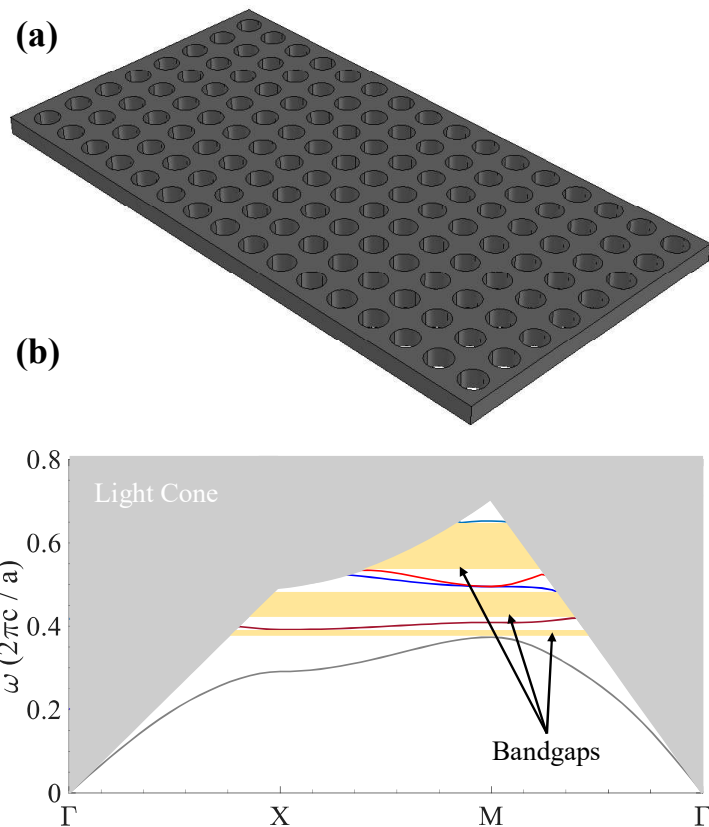 (a)
(b)
0.8
Light Cone
0.6
0.4
0.2
0
ω (2πc / a)
Bandgaps
Γ X M Γ